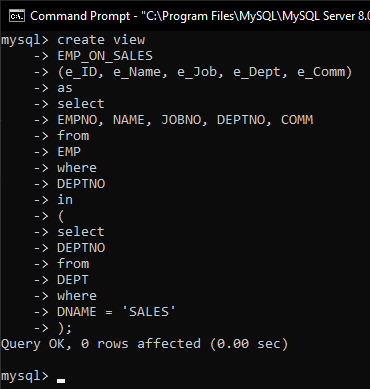 Command Prompt - "C:\Program Files\MySQL\MySQL Server 8.0
mysql> create view
    -> EMP_ON_SALES
    -> (e_ID, e_Name, e_Job, e_Dept, e_Comm)
    -> as
    -> select
    -> EMPNO, NAME, JOBNO, DEPTNO, COMM
    -> from
    -> EMP
    -> where
    -> DEPTNO
    -> in
    -> (
    -> select
    -> DEPTNO
    -> from
    -> DEPT
    -> where
    -> DNAME = 'SALES'
    -> );
Query OK, 0 rows affected (0.00 sec)
mysql>